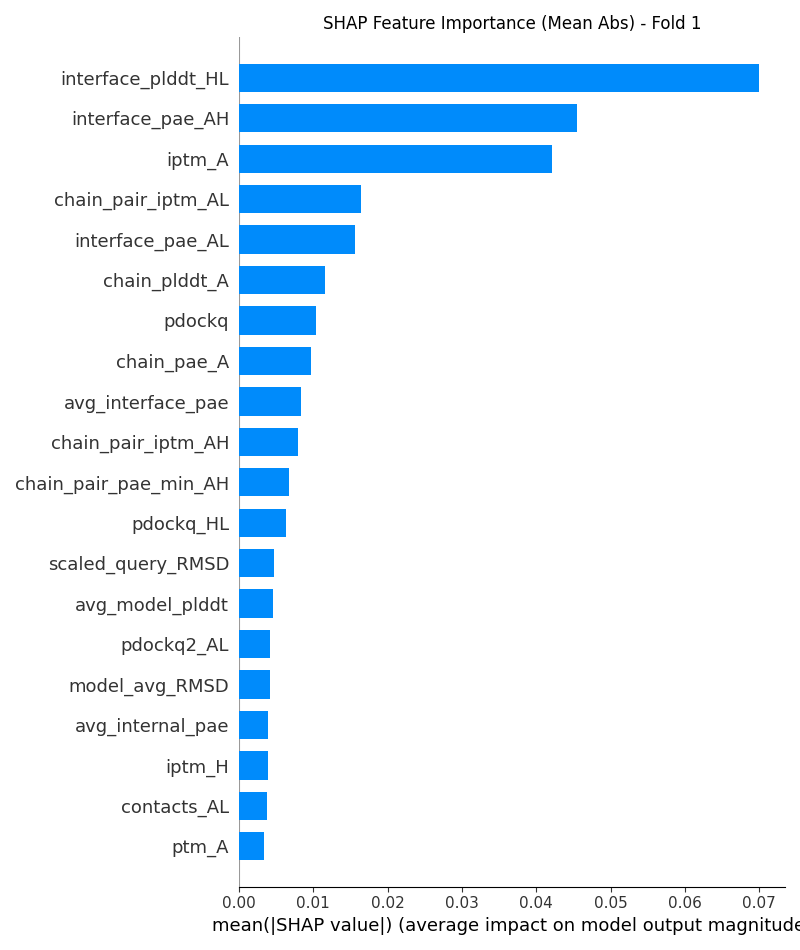 SHAP Feature Importance (Mean Abs) - Fold 1
interface_plddt_HL
interface_pae_AH
iptm_A
chain_pair_iptm_AL
interface_pae_AL
chain_plddt_A
pdockq
chain_pae_A
avg_interface_pae
chain_pair_iptm_AH
chain_pair_pae_min_AH
pdockq_HL
scaled_query_RMSD
avg_model_plddt
pdockq2_AL
model_avg_RMSD
avg_internal_pae
iptm_H
contacts_AL
ptm_A
0.00 0.01 0.02 0.03 0.04 0.05 0.06 0.07
mean(|SHAP value|) (average impact on model output magnitude